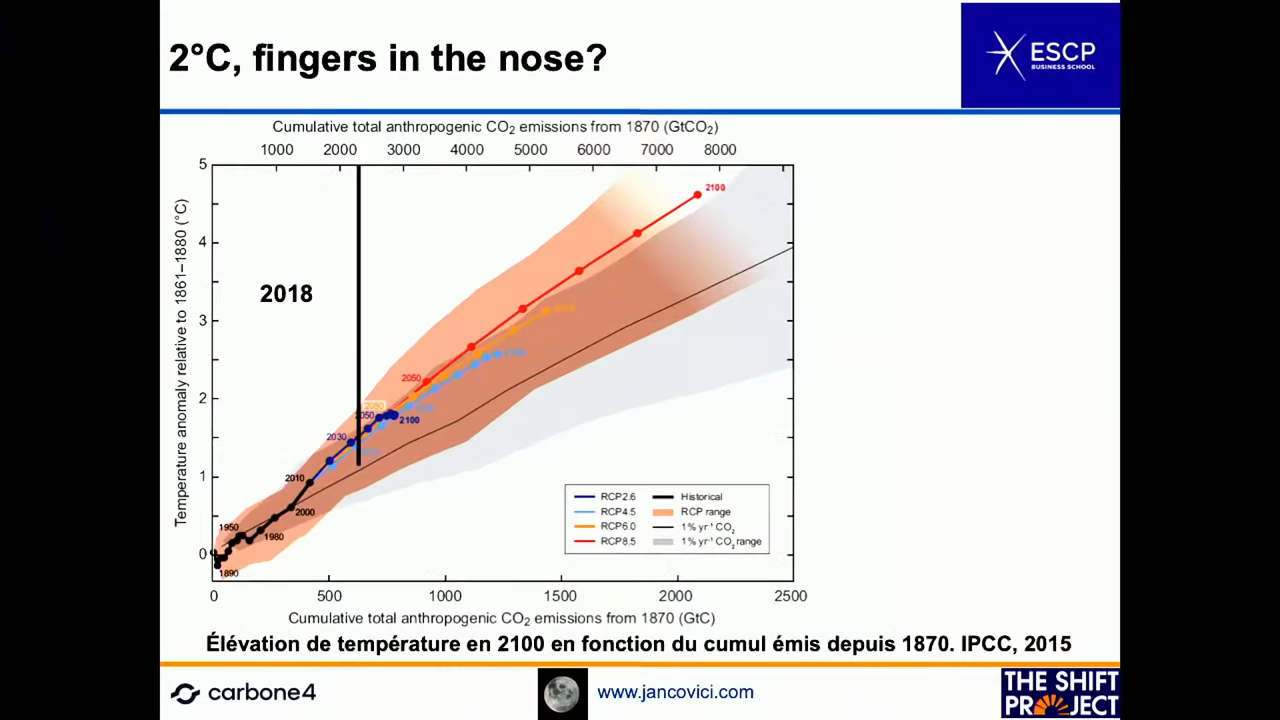 2°C, fingers in the nose?
ESCP
BUSINESS SCHOOL
Cumulative total anthropogenic CO2 emissions from 1870 (GtCO2)
1000 2000 3000 4000 5000 6000 7000 8000
Temperature anomaly relative to 1861–1880 (°C)
5
4
3
2
1
0
2018
2100
2050
2050
2050
2100
2030
2010
2000
1950
1980
1890
RCP2.6
RCP4.5
RCP6.0
RCP8.5
Historical
RCP range
1% yr⁻¹ CO2
1% yr⁻¹ CO2 range
0 500 1000 1500 2000 2500
Cumulative total anthropogenic CO2 emissions from 1870 (GtC)
Élévation de température en 2100 en fonction du cumul émis depuis 1870. IPCC, 2015
carbone4
www.jancovici.com
THE SHIFT
PROJECT